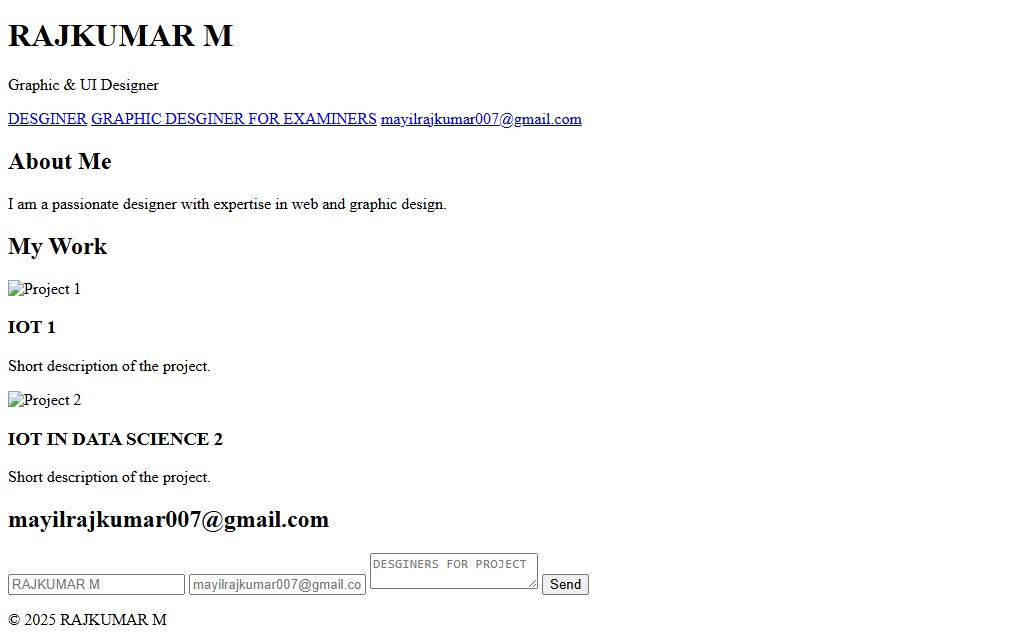 RAJKUMAR M
Graphic & UI Designer
DESGINER GRAPHIC DESGINER FOR EXAMINERS mayilrajkumar007@gmail.com
About Me
I am a passionate designer with expertise in web and graphic design.
My Work
Project 1
IOT 1
Short description of the project.
Project 2
IOT IN DATA SCIENCE 2
Short description of the project.
mayilrajkumar007@gmail.com
RAJKUMAR M mayilrajkumar007@gmail.co DESGINERS FOR PROJECT Send
© 2025 RAJKUMAR M